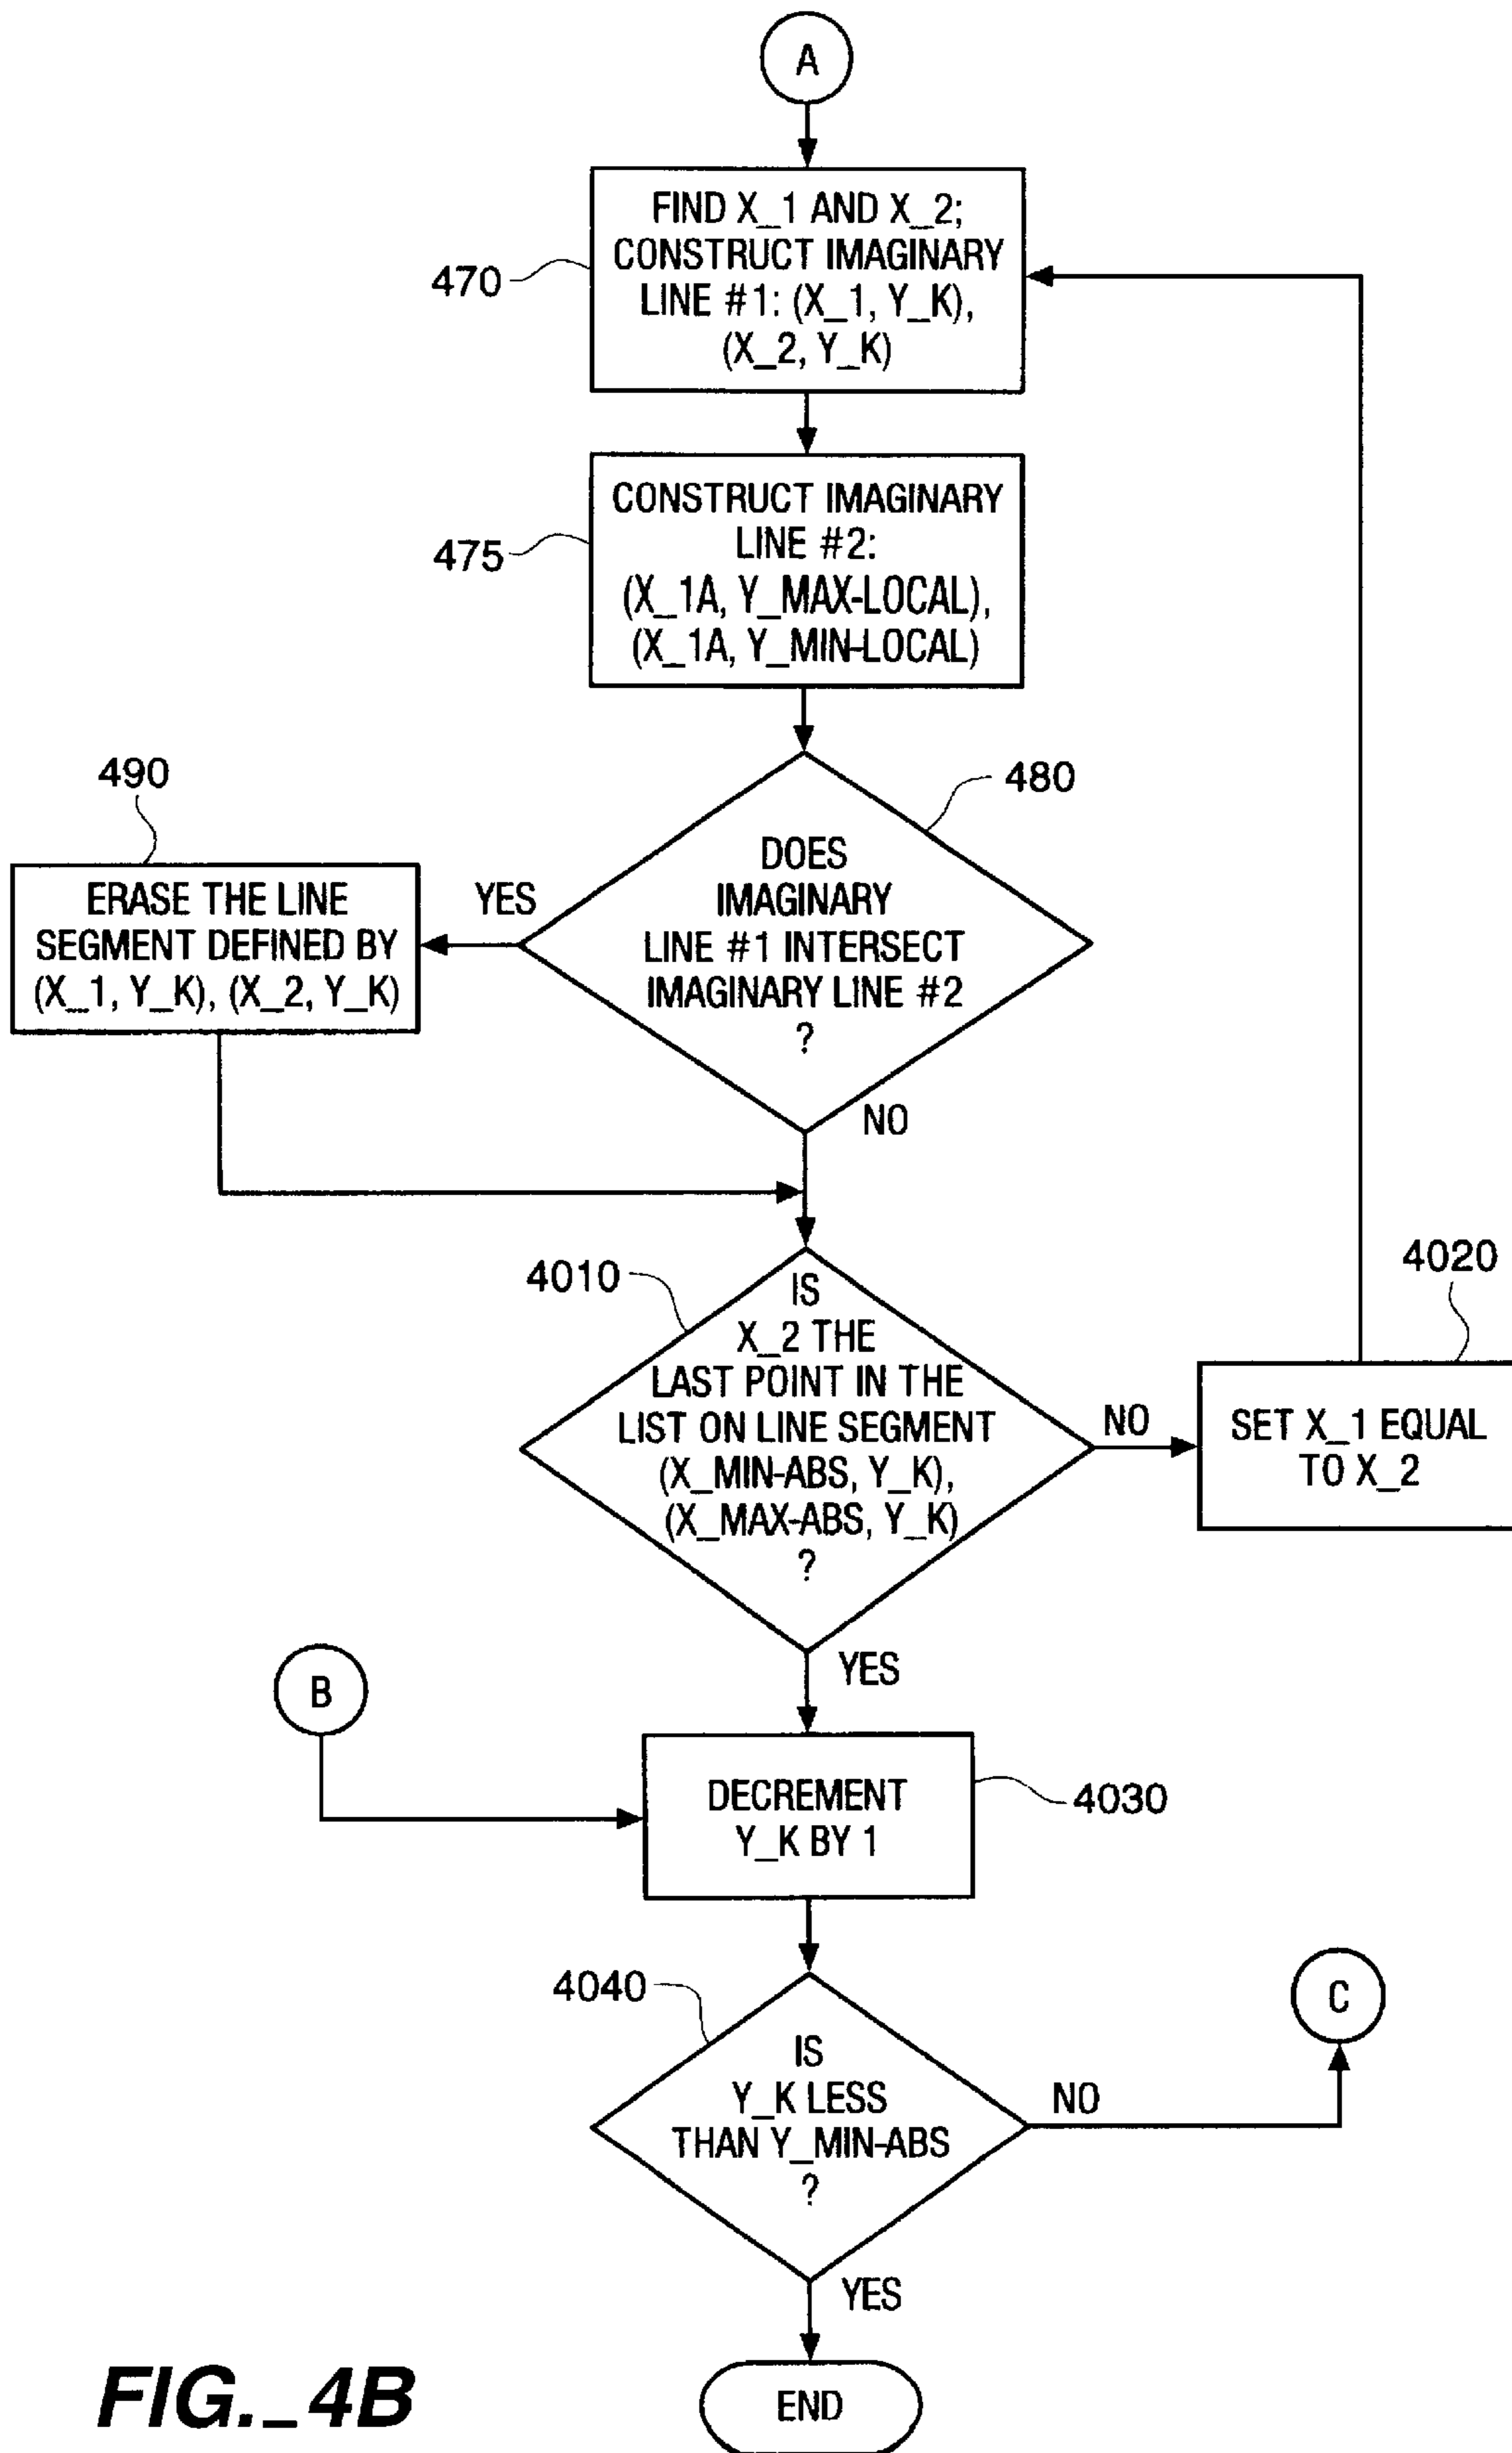 A
FIND X_1 AND X_2;
CONSTRUCT IMAGINARY
LINE #1: (X_1, Y_K),
(X_2, Y_K)
470
CONSTRUCT IMAGINARY
LINE #2:
(X_1A, Y_MAX-LOCAL),
(X_1A, Y_MIN-LOCAL)
475
490
480
DOES
IMAGINARY
LINE #1 INTERSECT
IMAGINARY LINE #2
?
YES
ERASE THE LINE
SEGMENT DEFINED BY
(X_1, Y_K), (X_2, Y_K)
NO
4010
IS
X_2 THE
LAST POINT IN THE
LIST ON LINE SEGMENT
(X_MIN-ABS, Y_K),
(X_MAX-ABS, Y_K)
?
NO
4020
SET X_1 EQUAL
TO X_2
YES
B
DECREMENT
Y_K BY 1
4030
4040
IS
Y_K LESS
THAN Y_MIN-ABS
?
NO
C
YES
END
FIG._4B